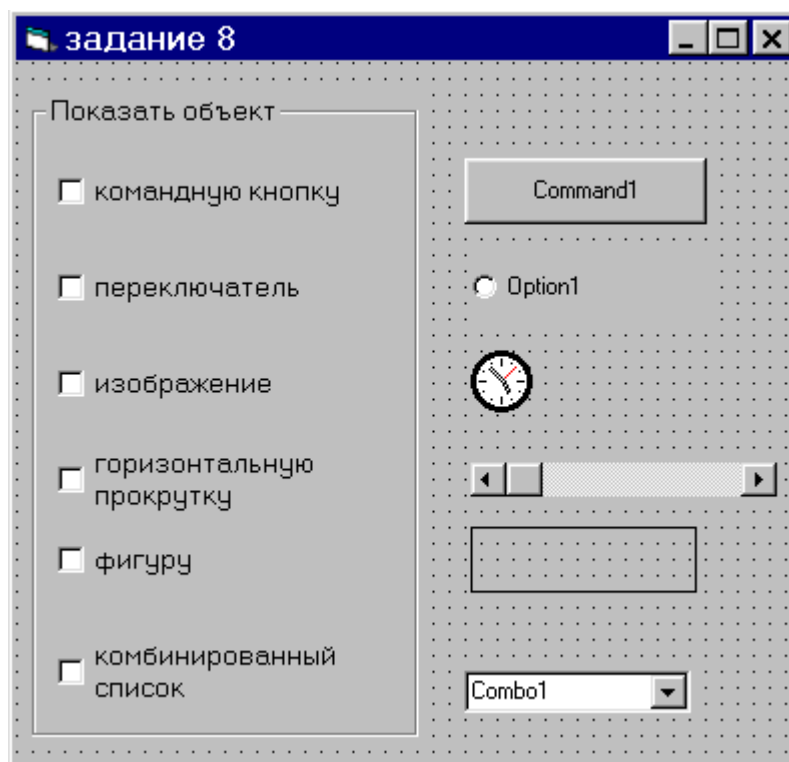 задание 8
Показать объект
командную кнопку
Command1
переключатель
Option1
изображение
горизонтальную
прокрутку
фигуру
комбинированный
список
Combo1